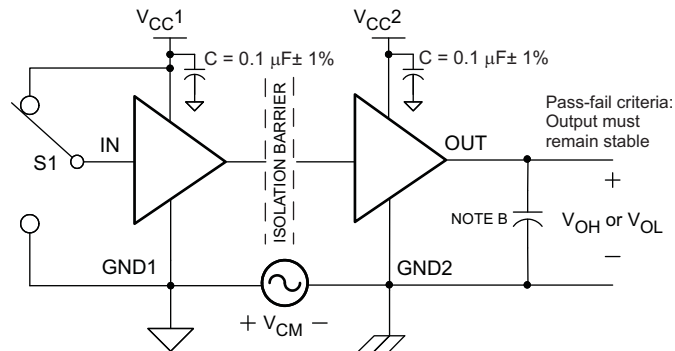 VCC1
VCC2
C = 0.1 μF± 1%
C = 0.1 μF± 1%
Pass-fail criteria:
Output must
remain stable
S1
IN
ISOLATION BARRIER
OUT
+
NOTE B
VOH or VOL
–
GND1
GND2
+ VCM –